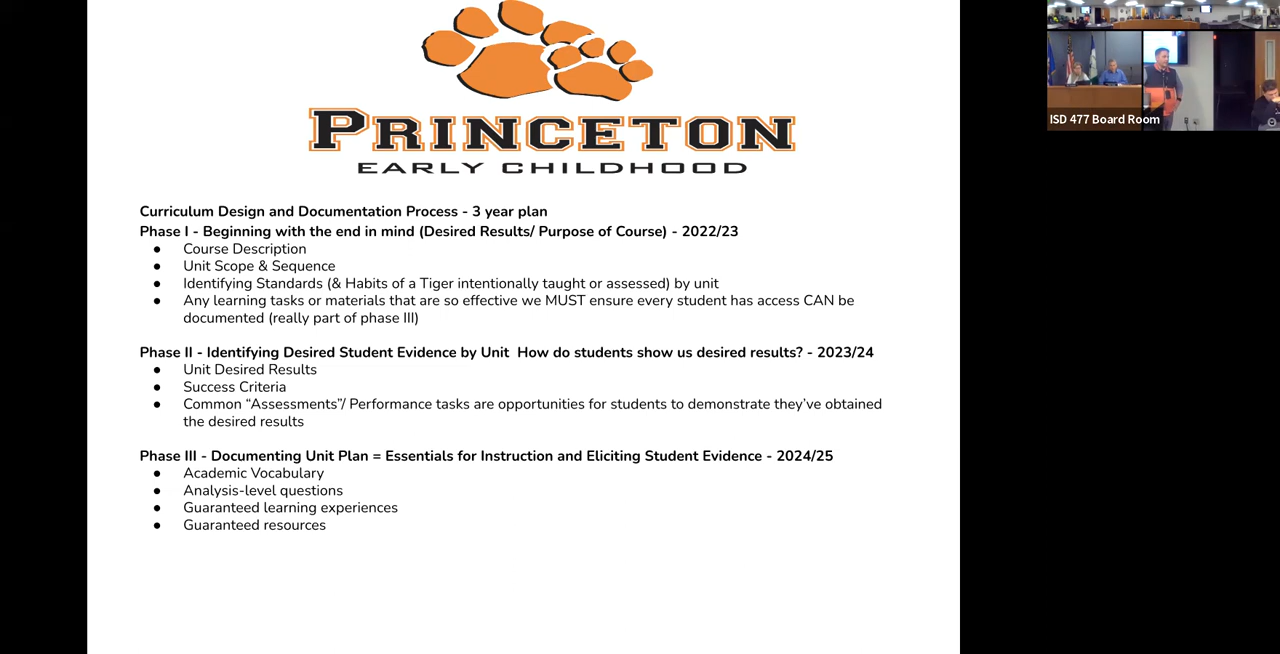 PRINCETON
EARLY CHILDHOOD
ISD 477 Board Room
Curriculum Design and Documentation Process - 3 year plan
Phase I - Beginning with the end in mind (Desired Results/ Purpose of Course) - 2022/23
● Course Description
● Unit Scope & Sequence
● Identifying Standards (& Habits of a Tiger intentionally taught or assessed) by unit
● Any learning tasks or materials that are so effective we MUST ensure every student has access CAN be
documented (really part of phase III)
Phase II - Identifying Desired Student Evidence by Unit  How do students show us desired results? - 2023/24
● Unit Desired Results
● Success Criteria
● Common “Assessments”/ Performance tasks are opportunities for students to demonstrate they’ve obtained
the desired results
Phase III - Documenting Unit Plan = Essentials for Instruction and Eliciting Student Evidence - 2024/25
● Academic Vocabulary
● Analysis-level questions
● Guaranteed learning experiences
● Guaranteed resources